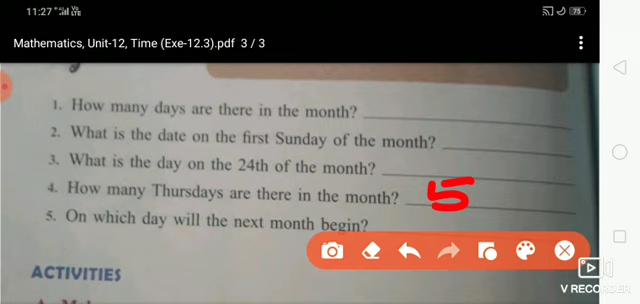 11:27 Vo LTE 75
Mathematics, Unit-12, Time (Exe-12.3).pdf 3 / 3
1. How many days are there in the month?
2. What is the date on the first Sunday of the month?
3. What is the day on the 24th of the month?
4. How many Thursdays are there in the month? 5
5. On which day will the next month begin?
ACTIVITIES
V RECORDER